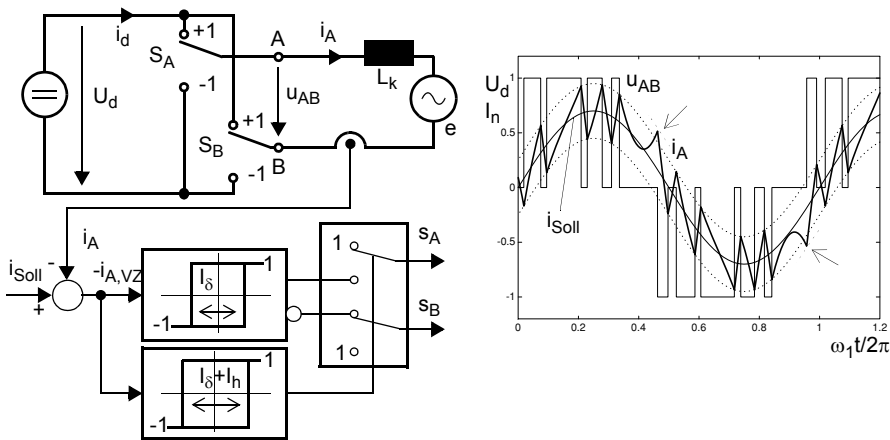 i_d
+1
S_A
-1
U_d
A
i_A
L_k
u_AB
e
+1
S_B
-1
B
i_A
-
i_Soll
+
-i_A,VZ
I_δ
1
-1
I_δ+I_h
1
-1
1
1
s_A
s_B
U_d
I_n
1
0.5
0
-0.5
-1
u_AB
i_A
i_Soll
0 0.2 0.4 0.6 0.8 1 1.2
ω_1t/2π